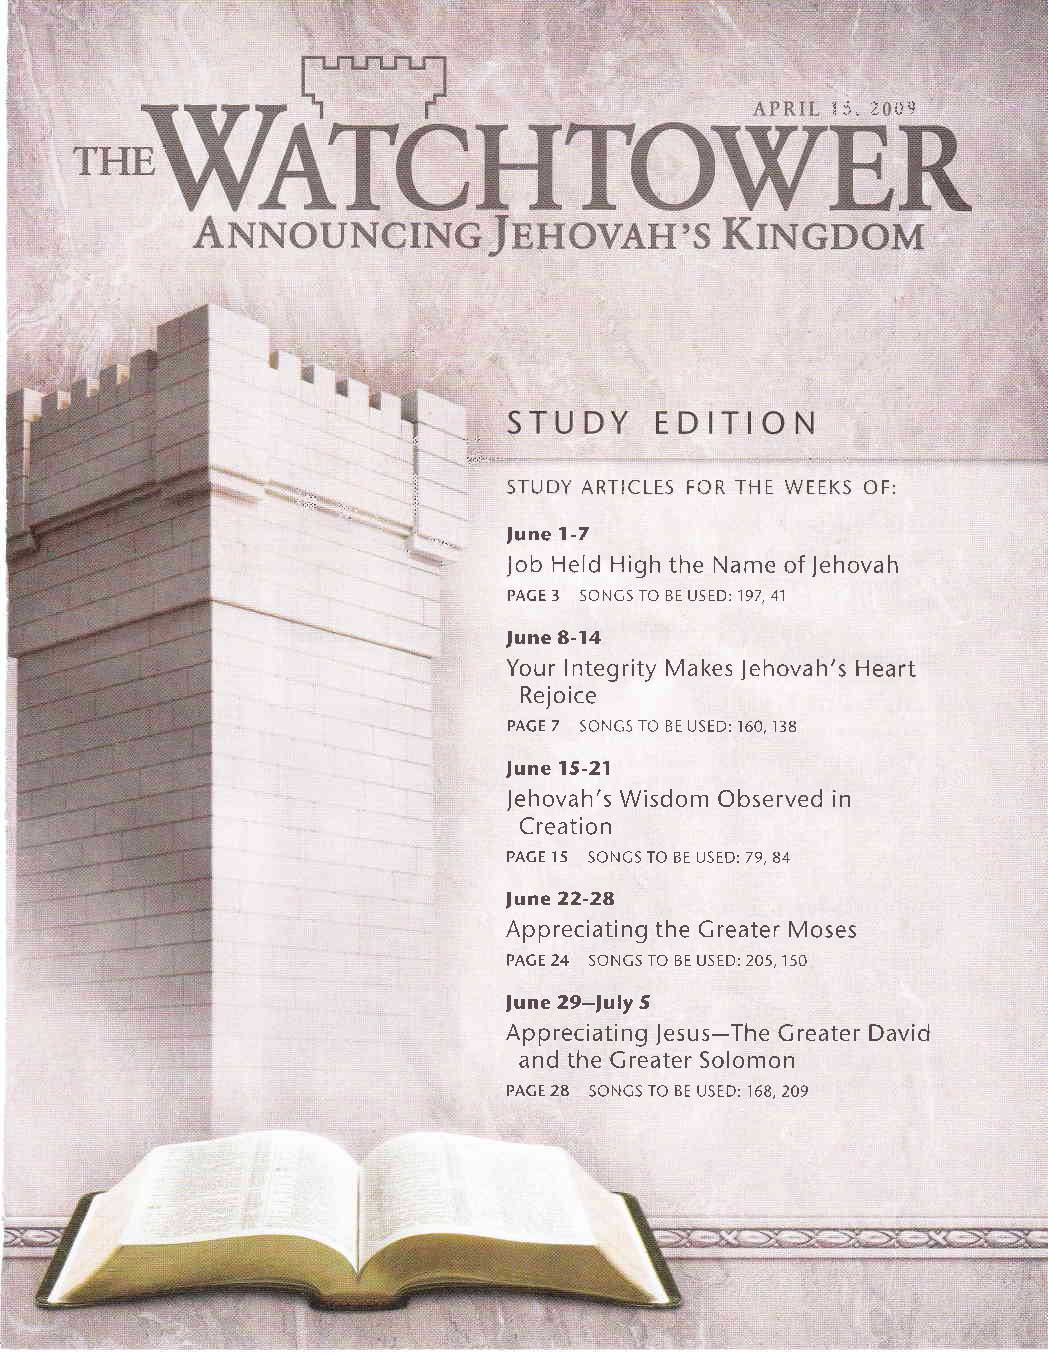 APRIL 15, 2009
THE WATCHTOWER
ANNOUNCING JEHOVAH'S KINGDOM
STUDY EDITION
STUDY ARTICLES FOR THE WEEKS OF:
June 1-7
Job Held High the Name of Jehovah
PAGE 3 SONGS TO BE USED: 197, 41
June 8-14
Your Integrity Makes Jehovah's Heart
Rejoice
PAGE 7 SONGS TO BE USED: 160, 138
June 15-21
Jehovah's Wisdom Observed in
Creation
PAGE 15 SONGS TO BE USED: 79, 84
June 22-28
Appreciating the Greater Moses
PAGE 24 SONGS TO BE USED: 205, 150
June 29–July 5
Appreciating Jesus—The Greater David
and the Greater Solomon
PAGE 28 SONGS TO BE USED: 168, 209